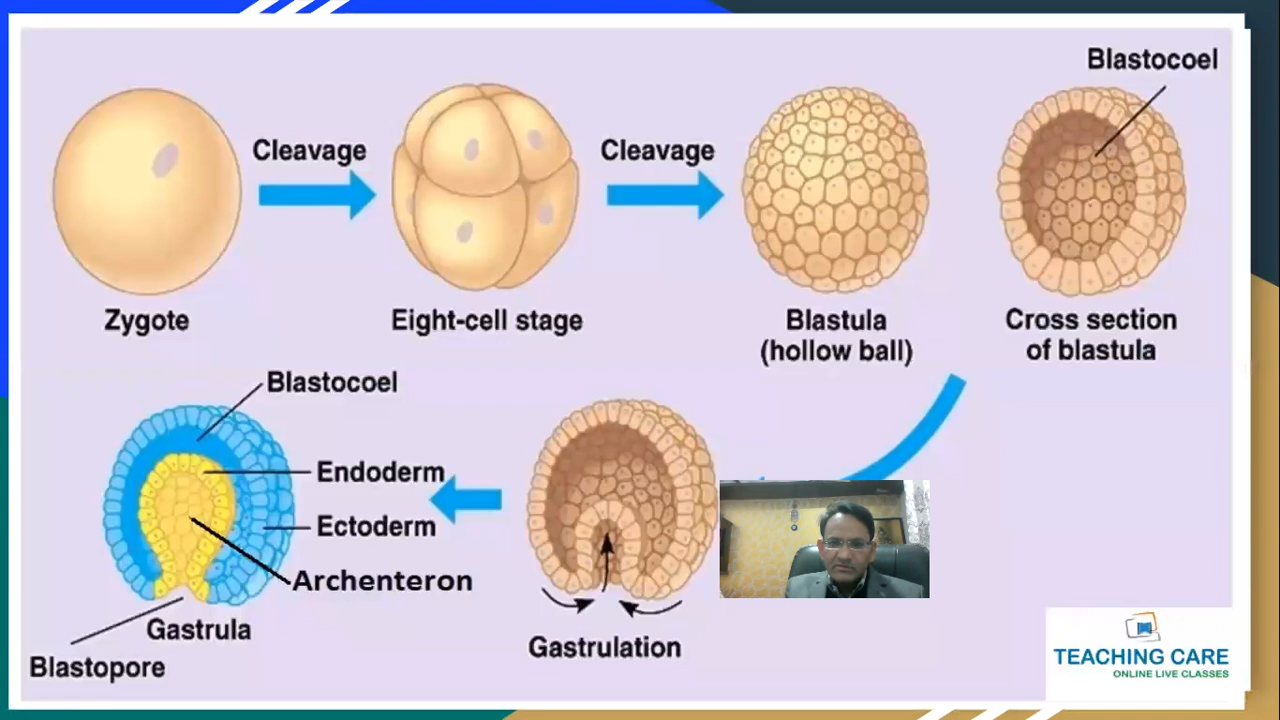 Blastocoel
Cleavage
Cleavage
Zygote
Eight-cell stage
Blastula
(hollow ball)
Cross section
of blastula
Blastocoel
Endoderm
Ectoderm
Archenteron
Gastrula
Blastopore
Gastrulation
TEACHING CARE
ONLINE LIVE CLASSES